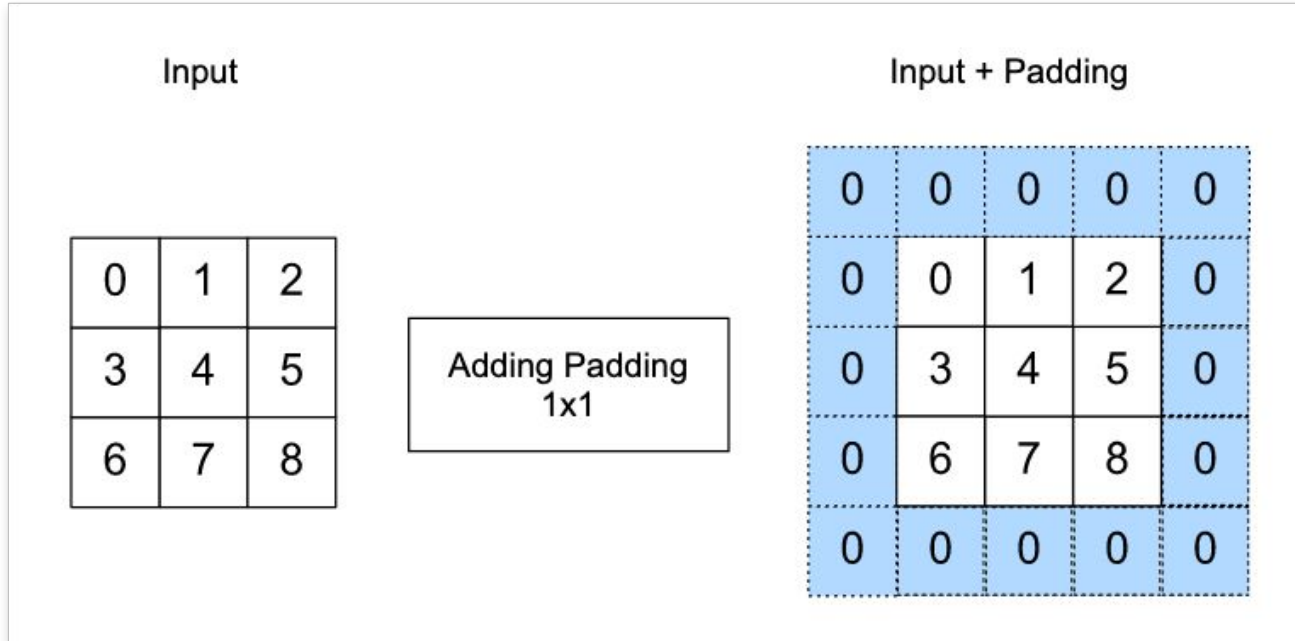 Input
Input + Padding
0 1 2
3 4 5
6 7 8
Adding Padding
1x1
0 0 0 0 0
0 0 1 2 0
0 3 4 5 0
0 6 7 8 0
0 0 0 0 0